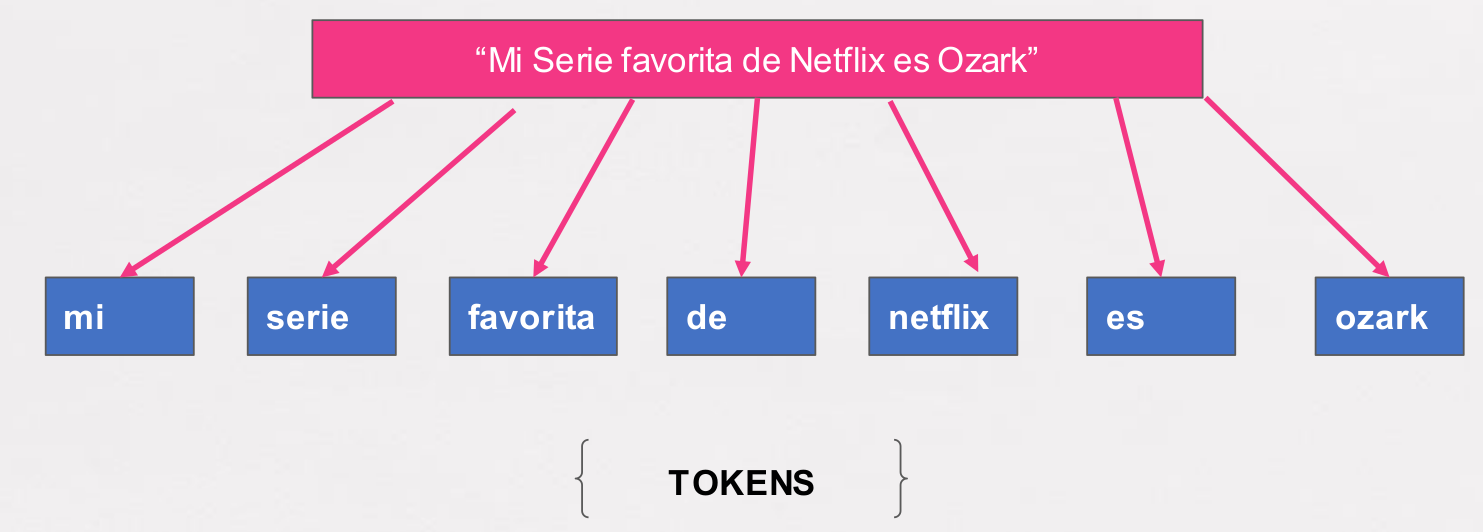 “Mi Serie favorita de Netflix es Ozark”
mi serie favorita de netflix es ozark
TOKENS